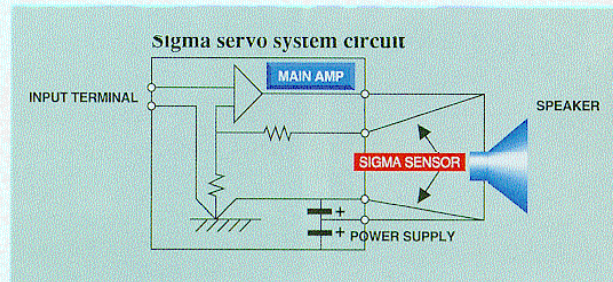 Sigma servo system circuit
MAIN AMP
INPUT TERMINAL
SPEAKER
SIGMA SENSOR
+
+
POWER SUPPLY